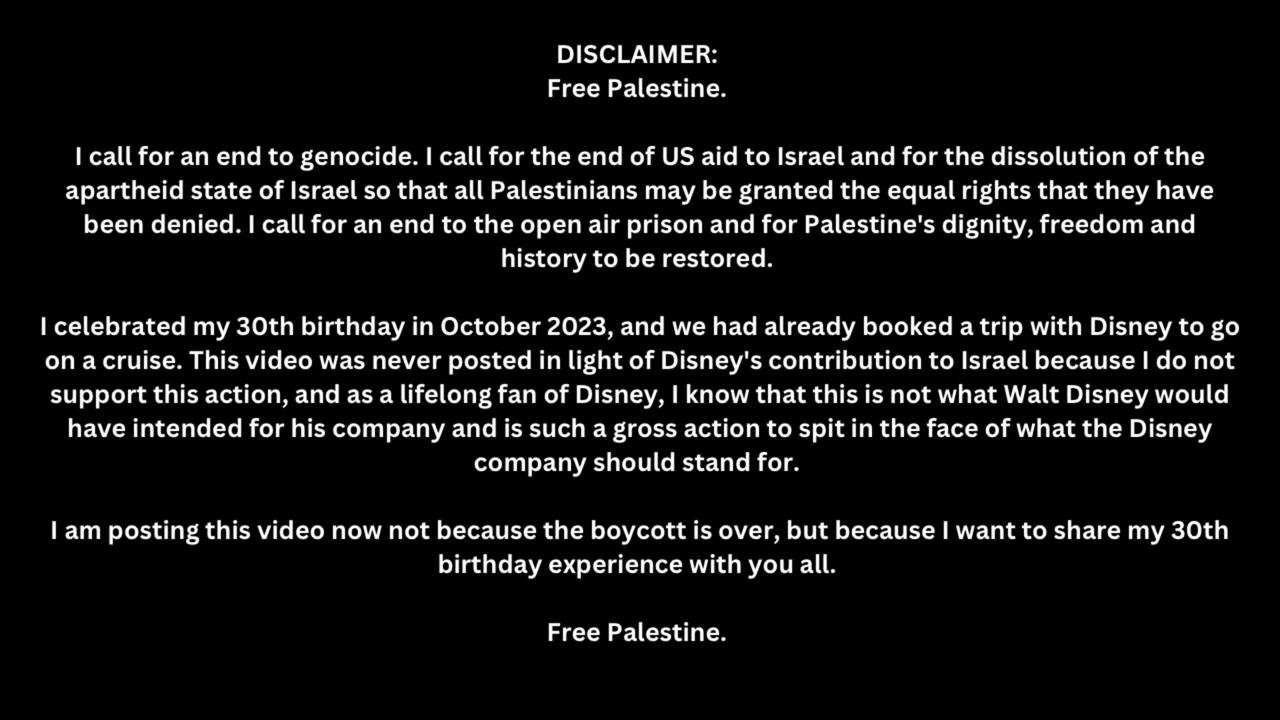 DISCLAIMER:
Free Palestine.
I call for an end to genocide. I call for the end of US aid to Israel and for the dissolution of the
apartheid state of Israel so that all Palestinians may be granted the equal rights that they have
been denied. I call for an end to the open air prison and for Palestine's dignity, freedom and
history to be restored.
I celebrated my 30th birthday in October 2023, and we had already booked a trip with Disney to go
on a cruise. This video was never posted in light of Disney's contribution to Israel because I do not
support this action, and as a lifelong fan of Disney, I know that this is not what Walt Disney would
have intended for his company and is such a gross action to spit in the face of what the Disney
company should stand for.
I am posting this video now not because the boycott is over, but because I want to share my 30th
birthday experience with you all.
Free Palestine.